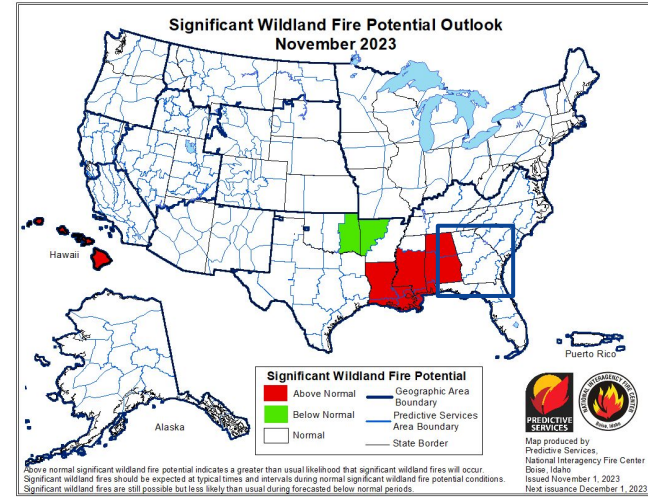 Significant Wildland Fire Potential Outlook
November 2023
Hawaii
Alaska
Puerto Rico
Significant Wildland Fire Potential
Above Normal
Below Normal
Normal
Geographic Area
Boundary
Predictive Services
Area Boundary
State Border
PREDICTIVE
SERVICES
NATIONAL INTERAGENCY FIRE CENTER
Boise, Idaho
Map produced by
Predictive Services,
National Interagency Fire Center
Boise, Idaho
Issued November 1, 2023
Next issuance December 1, 2023
Above normal significant wildland fire potential indicates a greater than usual likelihood that significant wildland fires will occur.
Significant wildland fires should be expected at typical times and intervals during normal significant wildland fire potential conditions.
Significant wildland fires are still possible but less likely than usual during forecasted below normal periods.